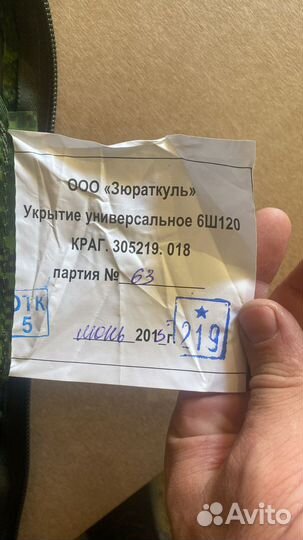 ООО «Зюраткуль»
Укрытие универсальное 6Ш120
КРАГ. 305219. 018
партия № 63
ОТК
5
июнь 2015г.
219
Avito